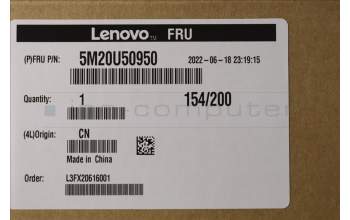 Lenovo™ FRU
(P)FRU P/N: 5M20U50950 2022-06-18 23:19:15
Quantity: 1 154/200
(4L)Origin: CN
Made in China
Order: L3FX20616001